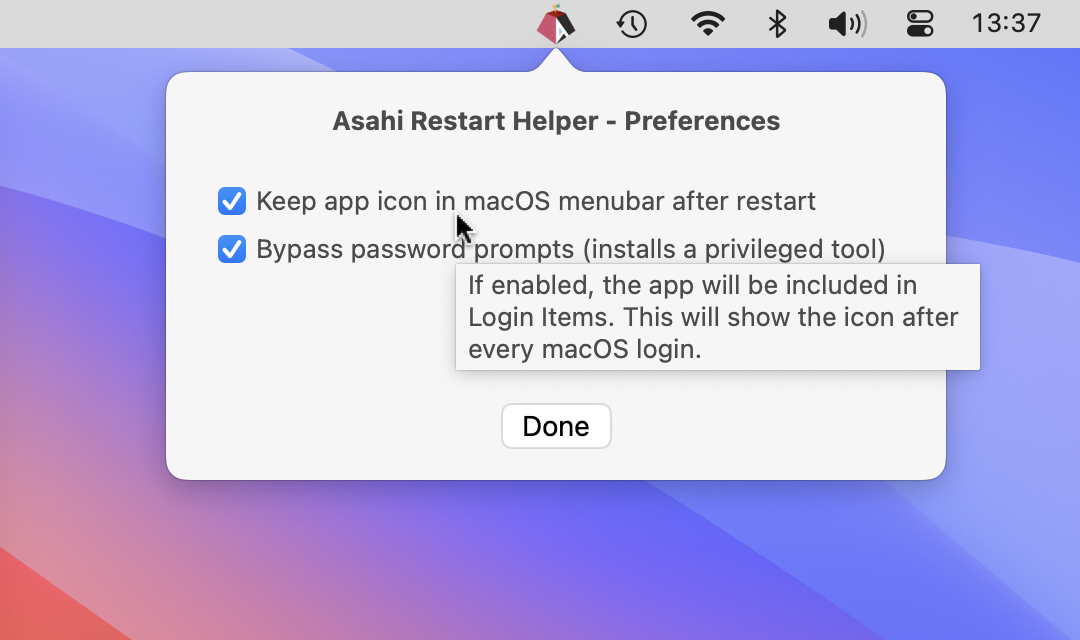 13:37
Asahi Restart Helper - Preferences
Keep app icon in macOS menubar after restart
Bypass password prompts (installs a privileged tool)
If enabled, the app will be included in
Login Items. This will show the icon after
every macOS login.
Done